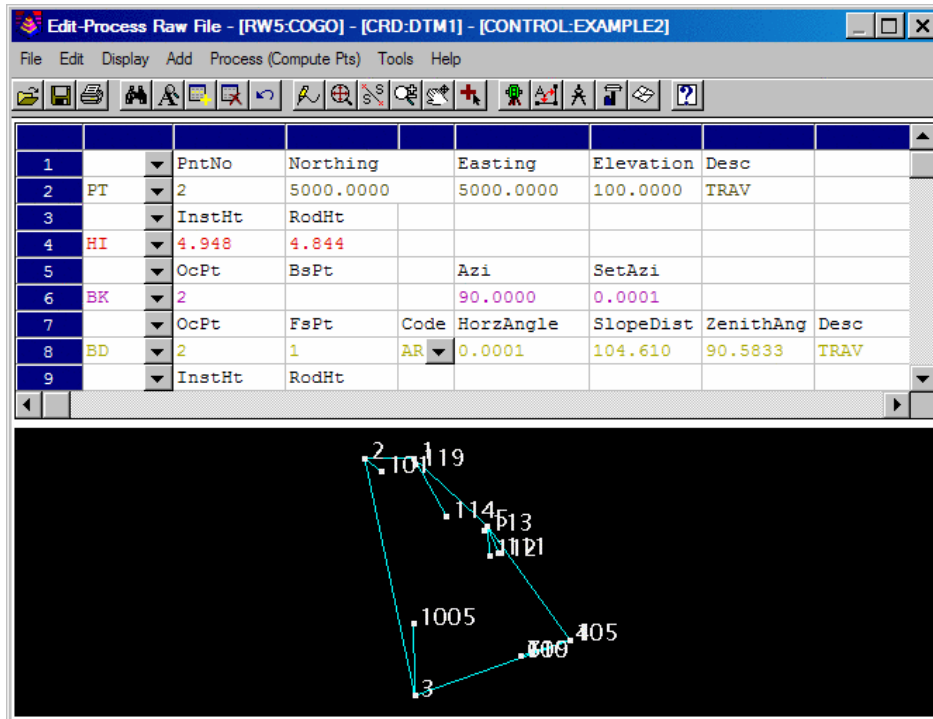 Edit-Process Raw File - [RW5:COGO] - [CRD:DTM1] - [CONTROL:EXAMPLE2]
File Edit Display Add Process (Compute Pts) Tools Help
1 PntNo Northing Easting Elevation Desc
2 PT 2 5000.0000 5000.0000 100.0000 TRAV
3 InstHt RodHt
4 HI 4.948 4.844
5 OcPt BsPt Azi SetAzi
6 BK 2 90.0000 0.0001
7 OcPt FsPt Code HorzAngle SlopeDist ZenithAng Desc
8 BD 2 1 AR 0.0001 104.610 90.5833 TRAV
9 InstHt RodHt
2 1
101 119
114
1005
3